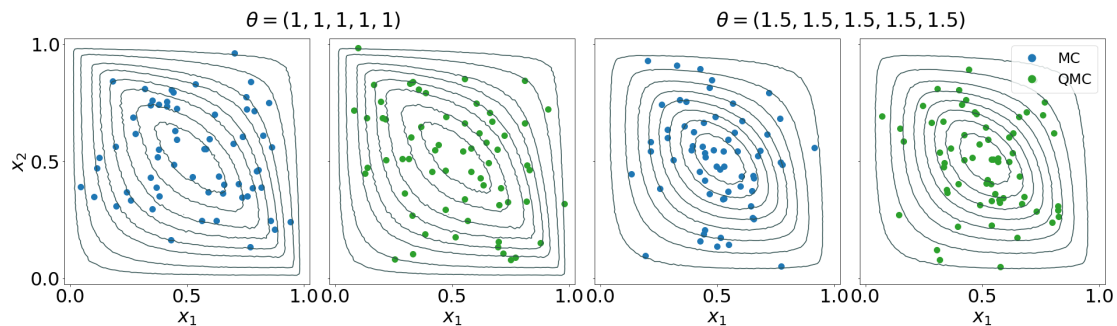 θ = (1, 1, 1, 1, 1)
θ = (1.5, 1.5, 1.5, 1.5, 1.5)
MC
QMC
1.0
0.5
0.0
x₂
0.0 0.5 1.0 0.0 0.5 1.0 0.0 0.5 1.0 0.0 0.5 1.0
x₁ x₁ x₁ x₁